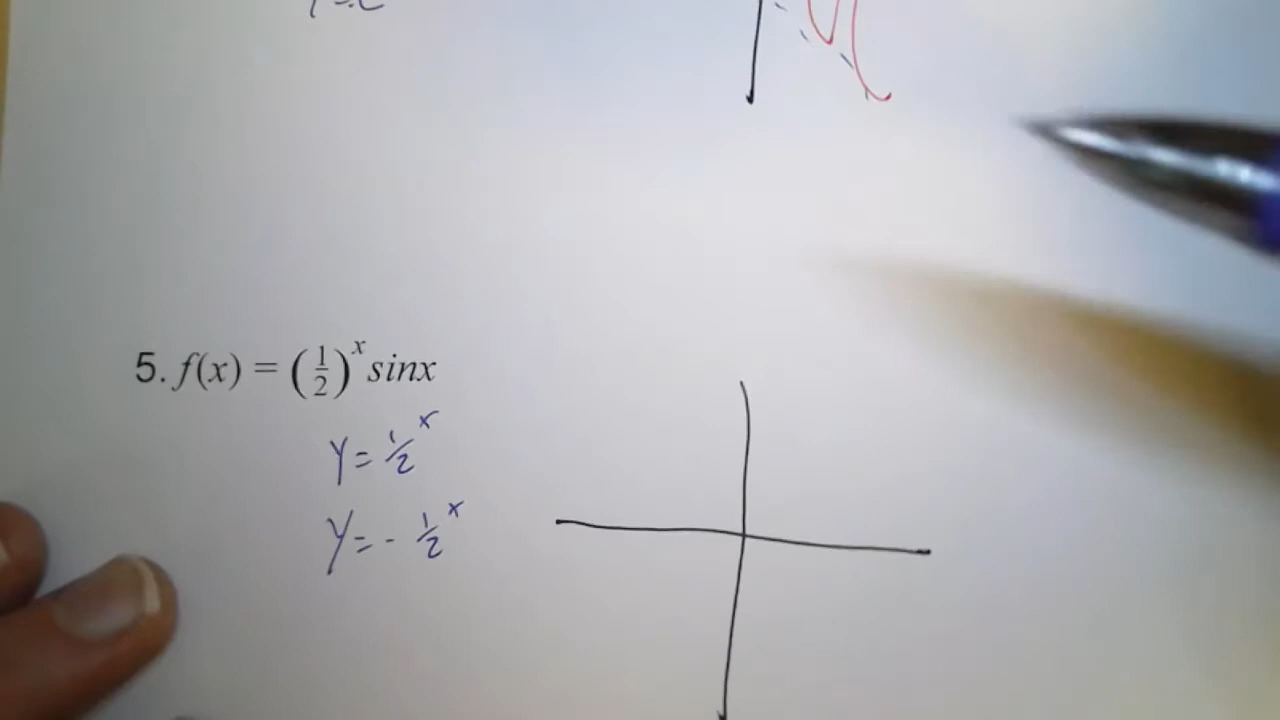 5. f(x) = (1/2)^x sinx
y = 1/2^x
y = - 1/2^x